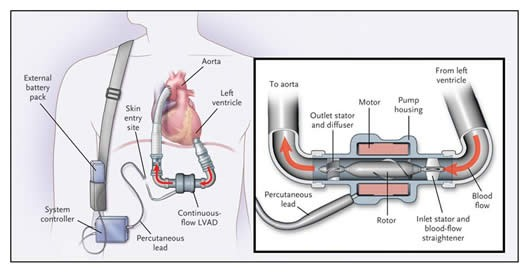 External
battery
pack
Skin
entry
site
Aorta
Left
ventricle
System
controller
Percutaneous
lead
Continuous-
flow LVAD
To aorta
From left
ventricle
Outlet stator
and diffuser
Motor
Pump
housing
Percutaneous
lead
Rotor
Inlet stator and
blood-flow
straightener
Blood
flow